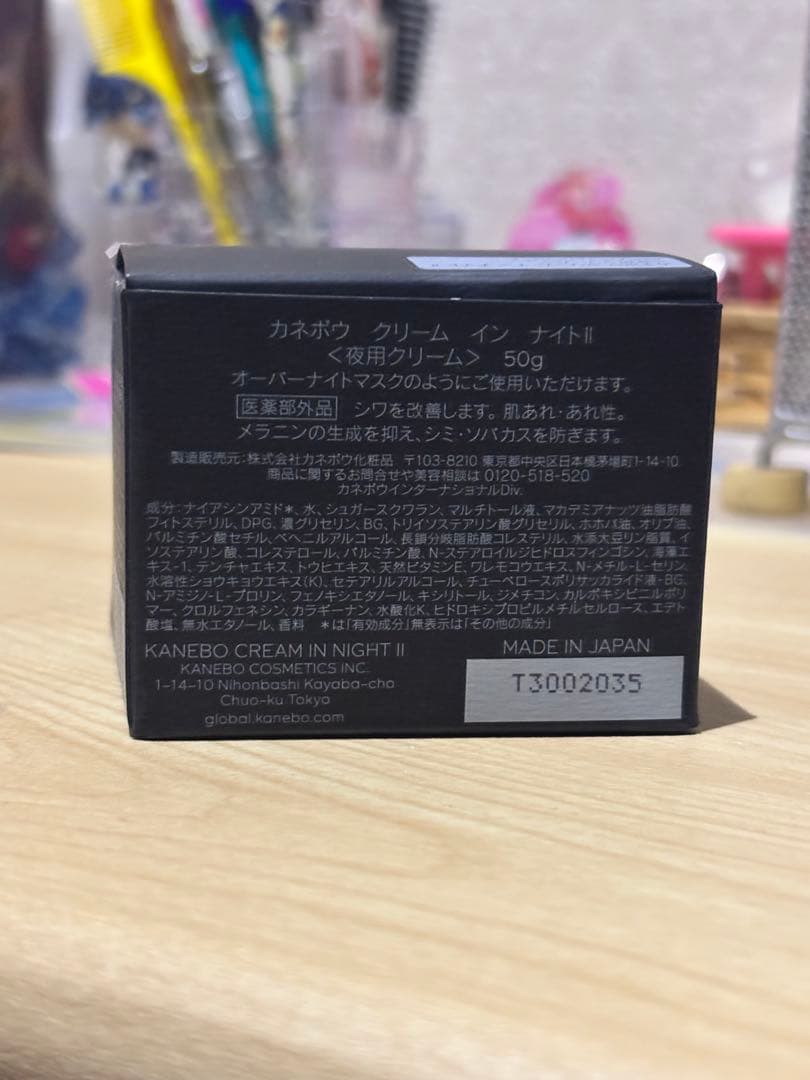 カネボウ クリーム イン ナイトII
＜夜用クリーム＞ 50g
オーバーナイトマスクのようにご使用いただけます。
医薬部外品 シワを改善します。肌あれ・あれ性。
メラニンの生成を抑え、シミ・ソバカスを防ぎます。
製造販売元：株式会社カネボウ化粧品 〒103-8210 東京都中央区日本橋茅場町1-14-10
商品に関するお問合せや美容相談は 0120-518-520
カネボウインターナショナルDiv.
成分：ナイアシンアミド＊、水、シュガースクワラン、マルチトール液、マカデミアナッツ油脂肪酸
フィトステリル、DPG、濃グリセリン、BG、トリイソステアリン酸グリセリル、ホホバ油、オリブ油、
パルミチン酸セチル、ベヘニルアルコール、長鎖分岐脂肪酸コレステリル、水添大豆リン脂質、イ
ソステアリン酸、コレステロール、パルミチン酸、N-ステアロイルジヒドロスフィンゴシン、海藻エ
キス-1、テンチャエキス、トウヒエキス、天然ビタミンE、ワレモコウエキス、N-メチル-L-セリン、
水溶性ショウキョウエキス(K)、セテアリルアルコール、チューベローズポリサッカライド液-BG、
N-アミジノ-L-プロリン、フェノキシエタノール、キシリトール、ジメチコン、カルボキシビニルポリ
マー、クロルフェネシン、カラギーナン、水酸化K、ヒドロキシプロピルメチルセルロース、エデト
酸塩、無水エタノール、香料 ＊は「有効成分」無表示は「その他の成分」
KANEBO CREAM IN NIGHT II
KANEBO COSMETICS INC.
1-14-10 Nihonbashi Kayaba-cho
Chuo-ku Tokyo
global.kanebo.com
MADE IN JAPAN
T3002035